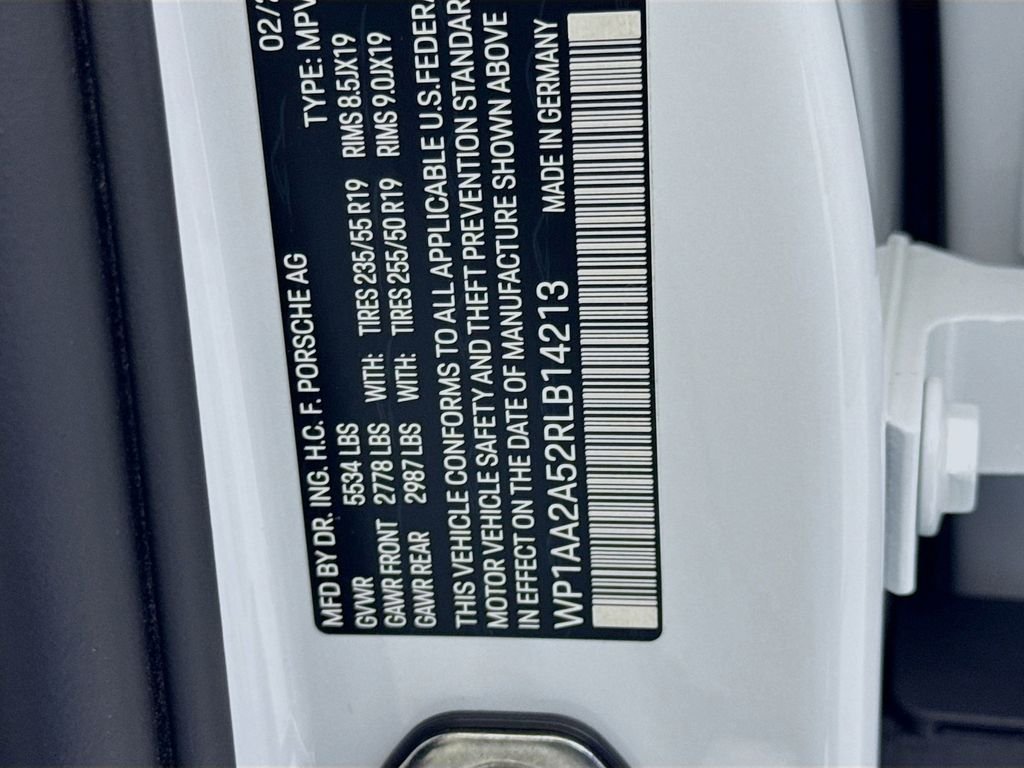 MFD BY DR. ING. H.C. F. PORSCHE AG 02/
GVWR 5534 LBS TYPE: MPV
GAWR FRONT 2778 LBS WITH: TIRES 235/55 R19 RIMS 8.5JX19
GAWR REAR 2987 LBS WITH: TIRES 255/50 R19 RIMS 9.0JX19
THIS VEHICLE CONFORMS TO ALL APPLICABLE U.S.FEDERA
MOTOR VEHICLE SAFETY AND THEFT PREVENTION STANDAR
IN EFFECT ON THE DATE OF MANUFACTURE SHOWN ABOVE
WP1AA2A52RLB14213 MADE IN GERMANY